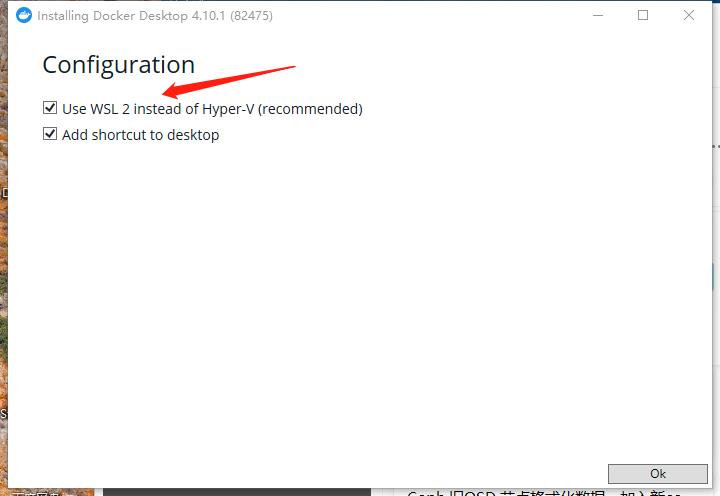 Installing Docker Desktop 4.10.1 (82475)
Configuration
Use WSL 2 instead of Hyper-V (recommended)
Add shortcut to desktop
Ok